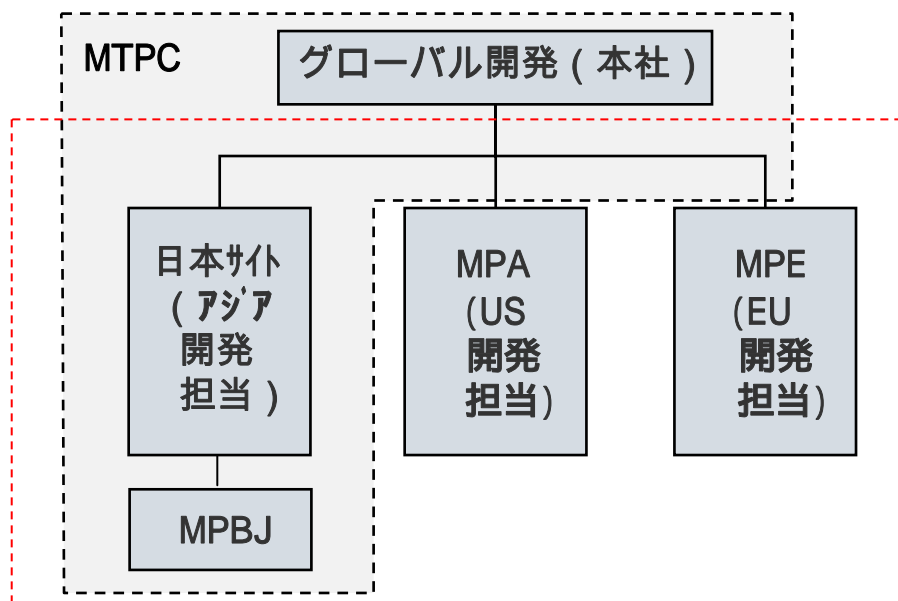 MTPC
グローバル開発（本社）
日本ｻｲﾄ
（ｱｼﾞｱ
開発
担当）
MPA
(US
開発
担当)
MPE
(EU
開発
担当)
MPBJ